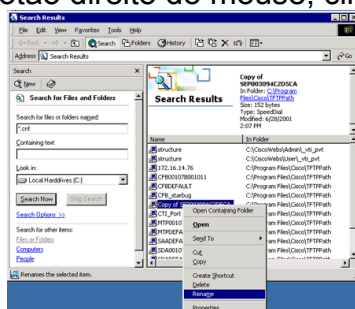 tão direito do mouse, cli
Search Results
File Edit View Favorites Tools Help
Back Search Folders History
Address Search Results Go
Search
New
Search for Files and Folders
Search for files or folders named:
*.cnf
Containing text:
Look in:
Local Harddrives (C:)
Search Now Stop Search
Search Options >>
Search for other items:
Files or Folders
Computers
People
Search Results
Copy of
SEP003094C2D5CA
In Folder: C:\Program
Files\Cisco\TFTPPath
Size: 152 bytes
Type: SpeedDial
Modified: 6/28/2001
2:07 PM
Name In Folder
structure C:\CiscoWebs\Admin\_vti_pvt
structure C:\CiscoWebs\User\_vti_pvt
172.16.14.76 C:\Program Files\Cisco\TFTPPath
CFB00107B001011 C:\Program Files\Cisco\TFTPPath
CFBDEFAULT C:\Program Files\Cisco\TFTPPath
CFB_starbug C:\Program Files\Cisco\TFTPPath
Copy of
CTI_Port
MTP00107
MTPDEFA
SAADEFA
SDA0010
Open Containing Folder
Open
Send To
Cut
Copy
Create Shortcut
Delete
Rename
Properties
Renames the selected item.